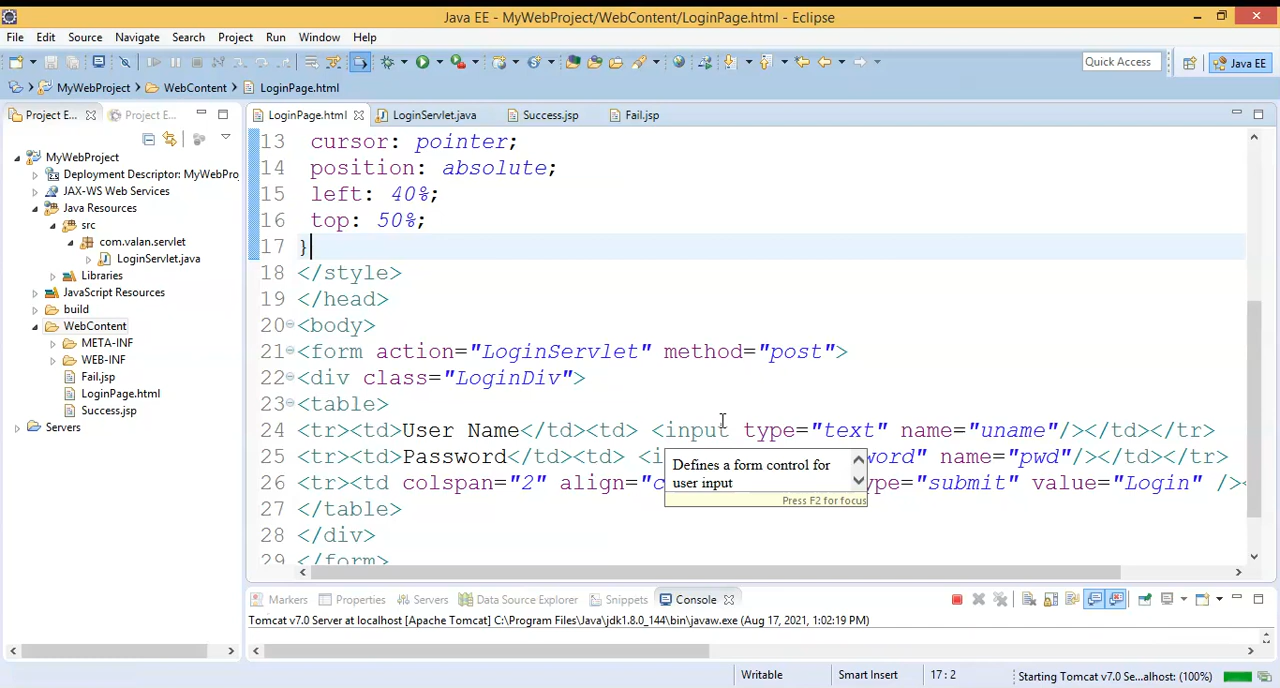 Java EE - MyWebProject/WebContent/LoginPage.html - Eclipse
File Edit Source Navigate Search Project Run Window Help
Quick Access Java EE
MyWebProject WebContent LoginPage.html
Project E... Project E...
LoginPage.html LoginServlet.java Success.jsp Fail.jsp
MyWebProject
Deployment Descriptor: MyWebPro
JAX-WS Web Services
Java Resources
src
com.valan.servlet
LoginServlet.java
Libraries
JavaScript Resources
build
WebContent
META-INF
WEB-INF
Fail.jsp
LoginPage.html
Success.jsp
Servers
13 cursor: pointer;
14 position: absolute;
15 left: 40%;
16 top: 50%;
17 }
18 </style>
19 </head>
20 <body>
21 <form action="LoginServlet" method="post">
22 <div class="LoginDiv">
23 <table>
24 <tr><td>User Name</td><td> <input type="text" name="uname"/></td></tr>
25 <tr><td>Password</td><td> <i word" name="pwd"/></td></tr>
26 <tr><td colspan="2" align="c ype="submit" value="Login" /><
27 </table>
28 </div>
29 </form>
Defines a form control for
user input
Press F2 for focus
Markers Properties Servers Data Source Explorer Snippets Console
Tomcat v7.0 Server at localhost [Apache Tomcat] C:\Program Files\Java\jdk1.8.0_144\bin\javaw.exe (Aug 17, 2021, 1:02:19 PM)
Writable Smart Insert 17 : 2 Starting Tomcat v7.0 Se...alhost: (100%)